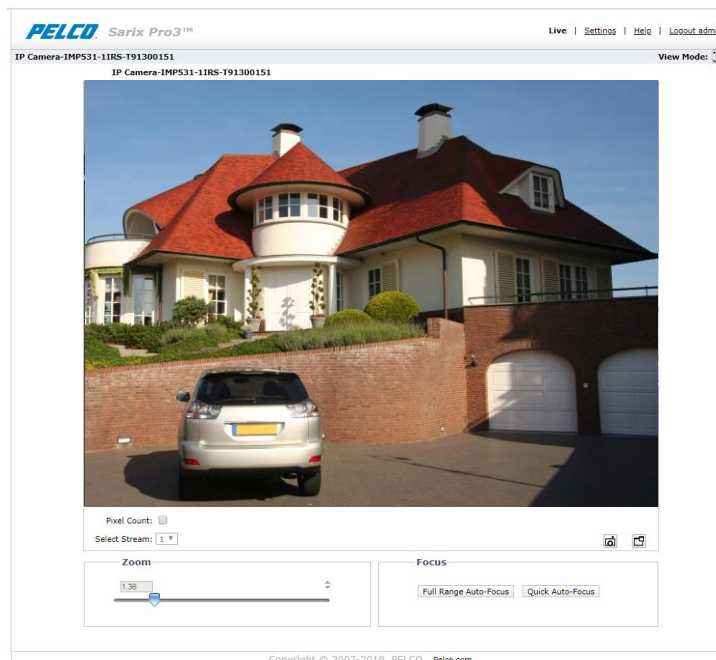 PELCO. Sarix Pro3™
Live | Settings | Help | Logout admi
IP Camera-IMP531-1IRS-T91300151
View Mode:
IP Camera-IMP531-1IRS-T91300151
Pixel Count:
Select Stream: 1
Zoom
Focus
1.36
Full Range Auto-Focus Quick Auto-Focus
Copyright © 2007-2019, PELCO. Pelco.com